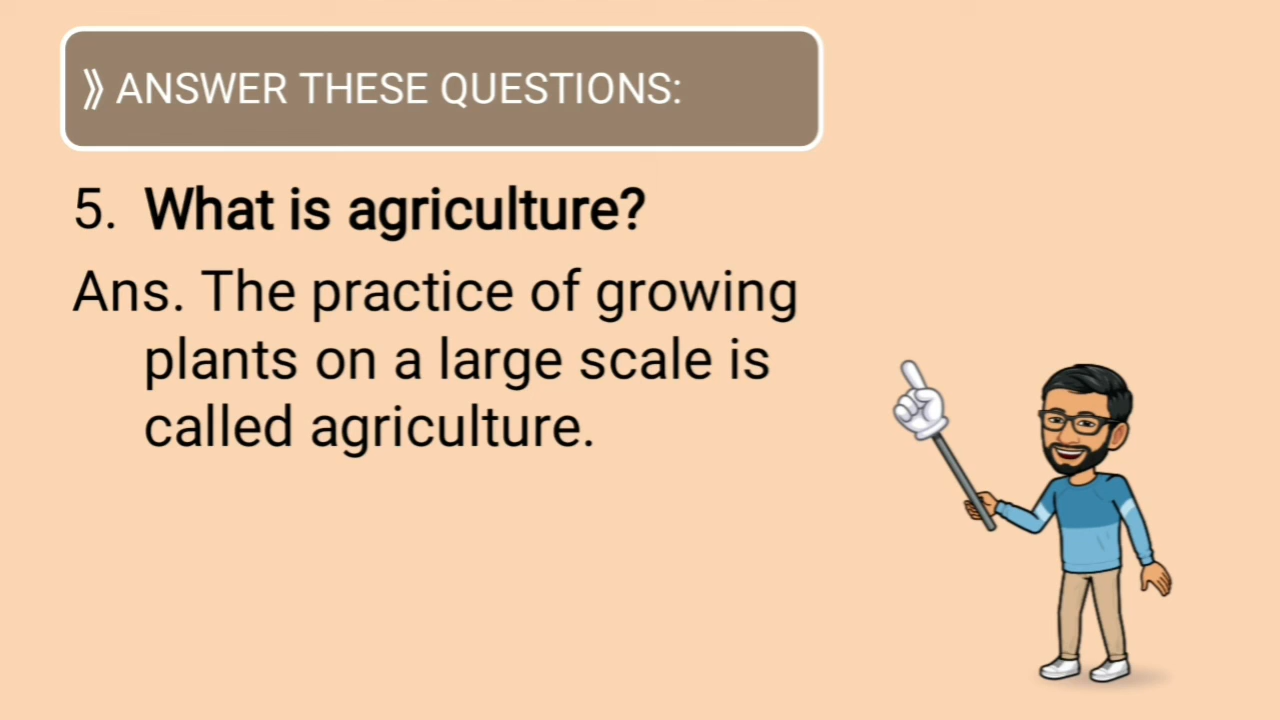 》ANSWER THESE QUESTIONS:
5. What is agriculture?
Ans. The practice of growing
plants on a large scale is
called agriculture.